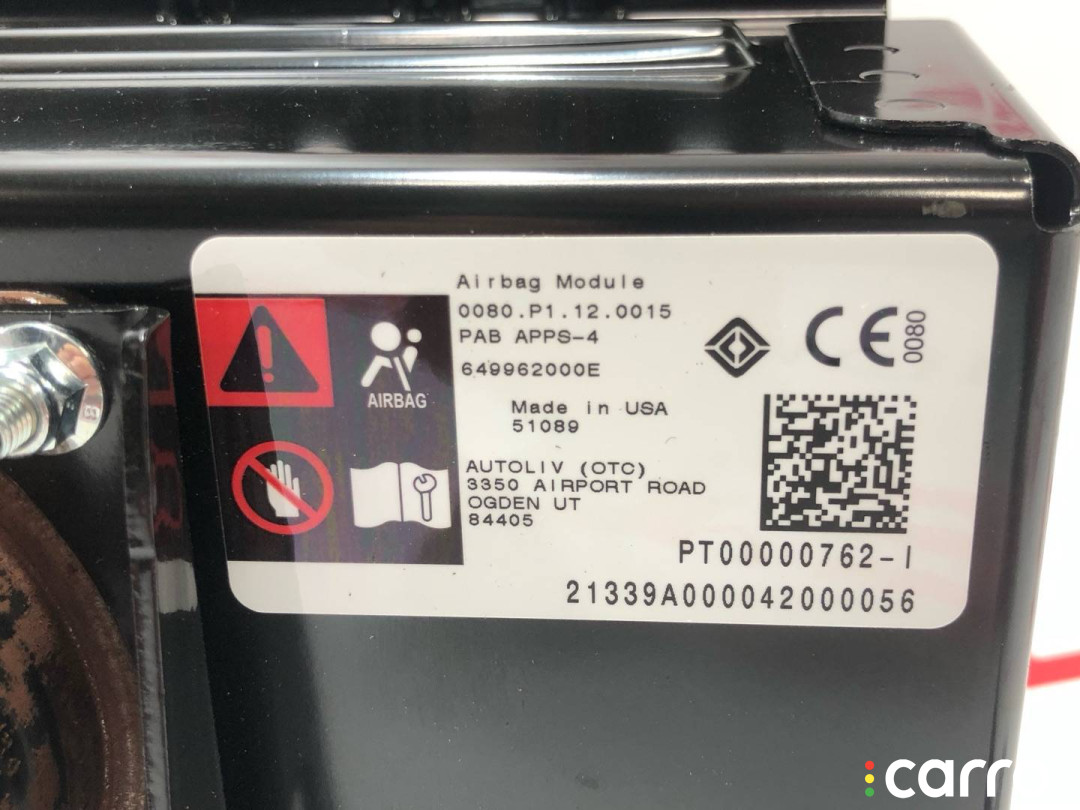 Airbag Module
0080.P1.12.0015
PAB APPS-4
649962000E
AIRBAG
Made in USA
51089
AUTOLIV (OTC)
3350 AIRPORT ROAD
OGDEN UT
84405
CE 0080
PT00000762-I
21339A000042000056
8
carr